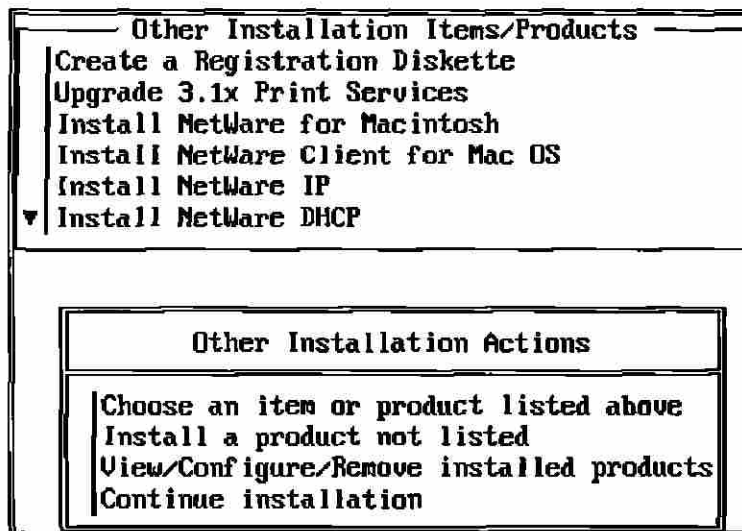 Other Installation Items/Products
Create a Registration Diskette
Upgrade 3.1x Print Services
Install NetWare for Macintosh
Install NetWare Client for Mac OS
Install NetWare IP
▼ Install NetWare DHCP
Other Installation Actions
Choose an item or product listed above
Install a product not listed
View/Configure/Remove installed products
Continue installation